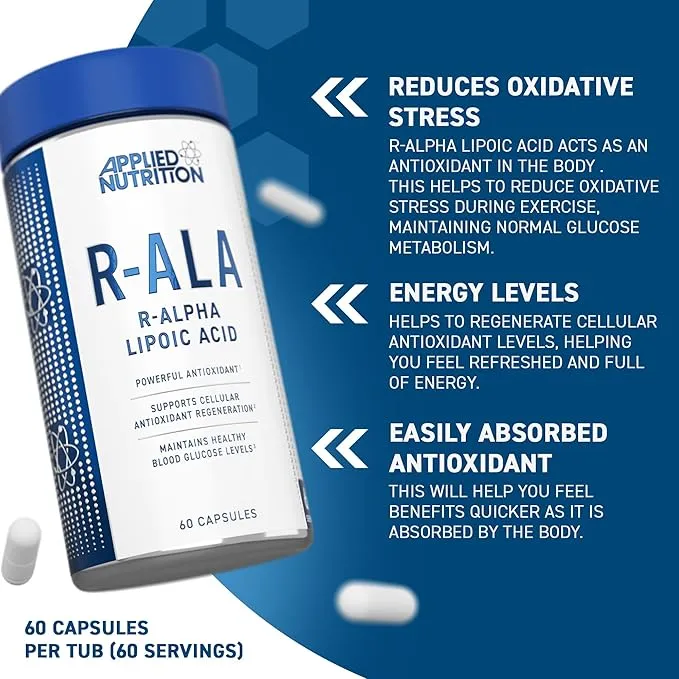 APPLIED
NUTRITION
R-ALA
R-ALPHA
LIPOIC ACID
POWERFUL ANTIOXIDANT¹
SUPPORTS CELLULAR
ANTIOXIDANT REGENERATION²
MAINTAINS HEALTHY
BLOOD GLUCOSE LEVELS³
60 CAPSULES
60 CAPSULES
PER TUB (60 SERVINGS)
REDUCES OXIDATIVE
STRESS
R-ALPHA LIPOIC ACID ACTS AS AN
ANTIOXIDANT IN THE BODY .
THIS HELPS TO REDUCE OXIDATIVE
STRESS DURING EXERCISE,
MAINTAINING NORMAL GLUCOSE
METABOLISM.
ENERGY LEVELS
HELPS TO REGENERATE CELLULAR
ANTIOXIDANT LEVELS, HELPING
YOU FEEL REFRESHED AND FULL
OF ENERGY.
EASILY ABSORBED
ANTIOXIDANT
THIS WILL HELP YOU FEEL
BENEFITS QUICKER AS IT IS
ABSORBED BY THE BODY.